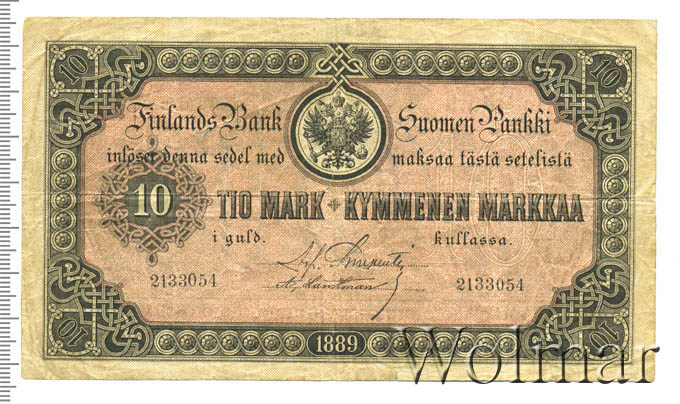 10 10
Finlands Bank Suomen Pankki
inlöser denna sedel med maksaa tästä setelistä
10 TIO MARK KYMMENEN MARKKAA
i guld. kullassa.
2133054 2133054
10 1889 10
Wolmar